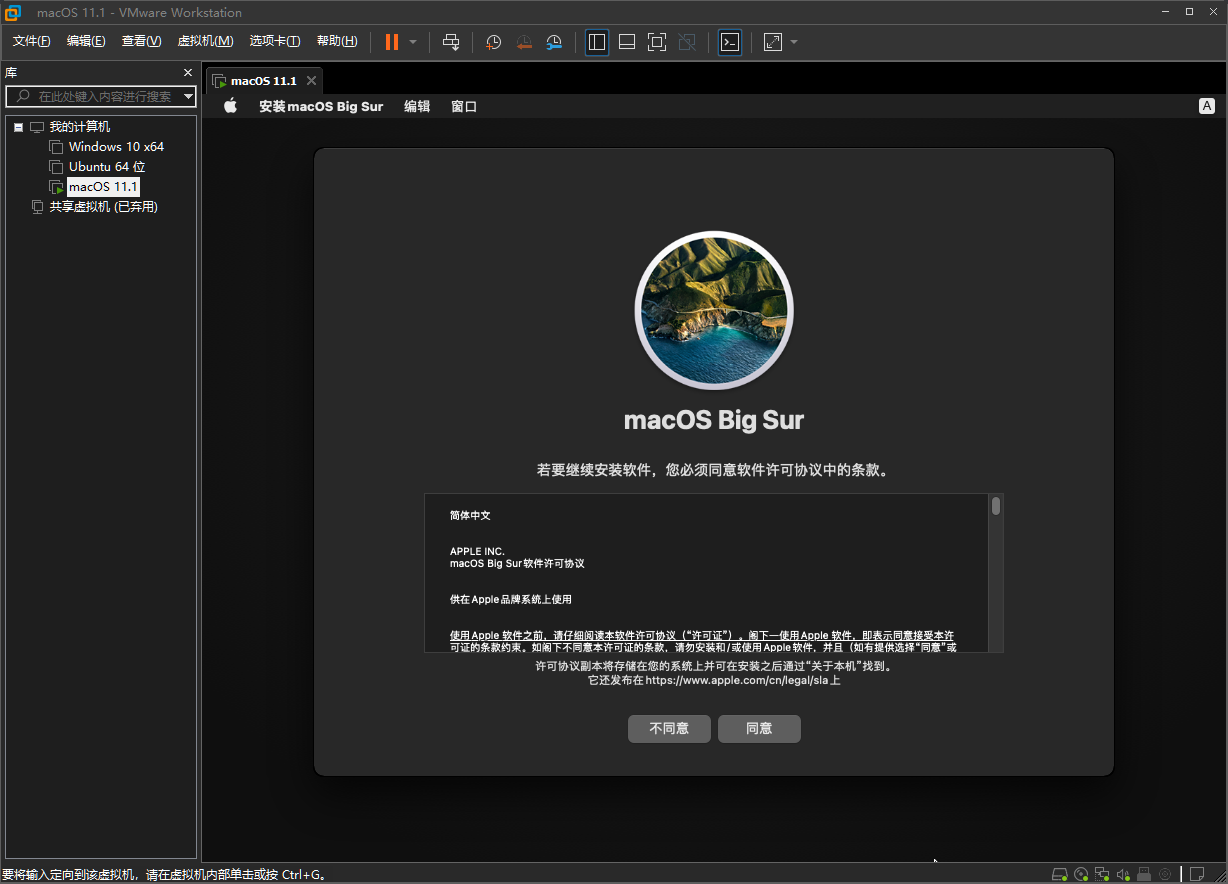 macOS 11.1 - VMware Workstation
文件(F) 编辑(E) 查看(V) 虚拟机(M) 选项卡(T) 帮助(H)
库
在此处键入内容进行搜索
我的计算机
Windows 10 x64
Ubuntu 64 位
macOS 11.1
共享虚拟机 (已弃用)
macOS 11.1
安装macOS Big Sur 编辑 窗口
A
macOS Big Sur
若要继续安装软件，您必须同意软件许可协议中的条款。
简体中文
APPLE INC.
macOS Big Sur软件许可协议
供在Apple品牌系统上使用
使用Apple 软件之前，请仔细阅读本软件许可协议（“许可证”）。阁下一使用Apple 软件，即表示同意接受本许
可证的条款约束。如阁下不同意本许可证的条款，请勿安装和/或使用Apple软件，并且（如有提供选择“同意”或
许可协议副本将存储在您的系统上并可在安装之后通过“关于本机”找到。
它还发布在https://www.apple.com/cn/legal/sla上
不同意 同意
要将输入定向到该虚拟机，请在虚拟机内部单击或按 Ctrl+G。